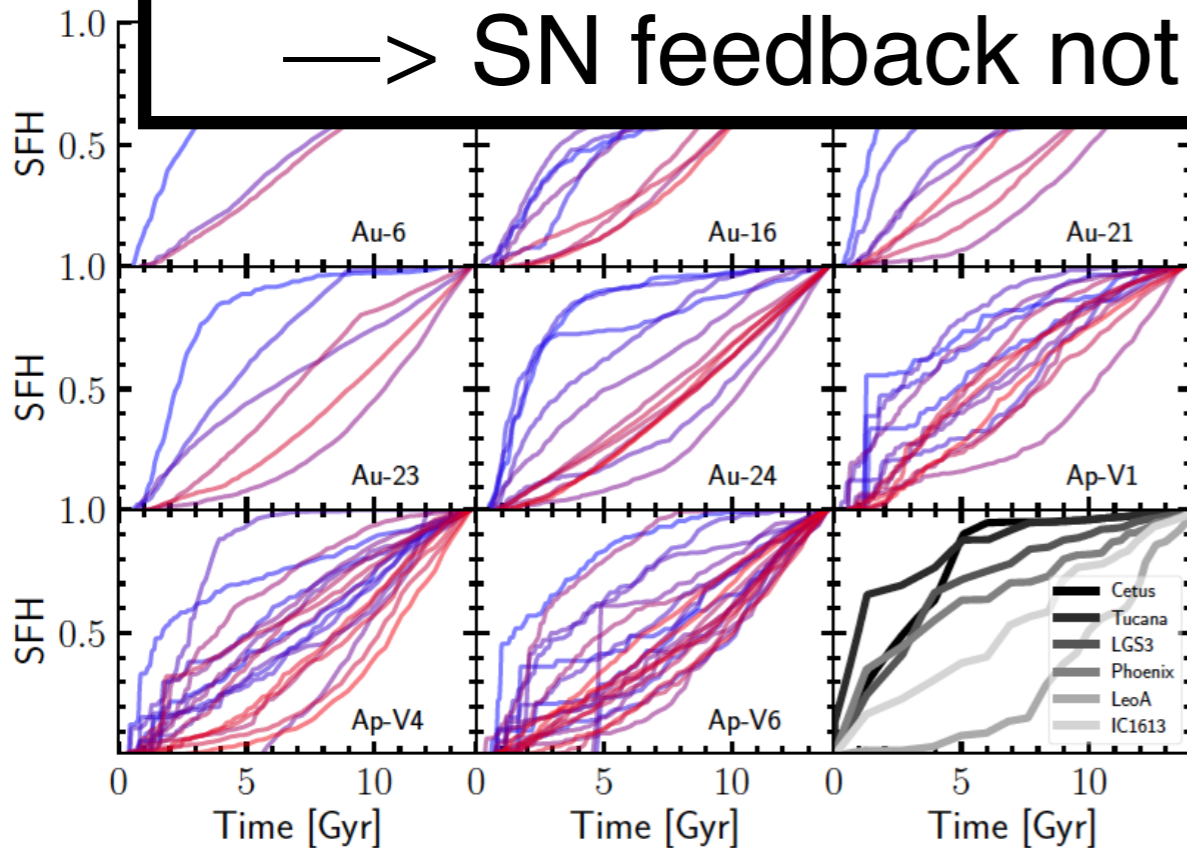 —> SN feedback not
1.0
SFH
0.5
Au-6
Au-16
Au-21
1.0
SFH
0.5
Au-23
Au-24
Ap-V1
1.0
SFH
0.5
Ap-V4
Ap-V6
Cetus
Tucana
LGS3
Phoenix
LeoA
IC1613
0 5 10 0 5 10 0 5 10
Time [Gyr] Time [Gyr] Time [Gyr]